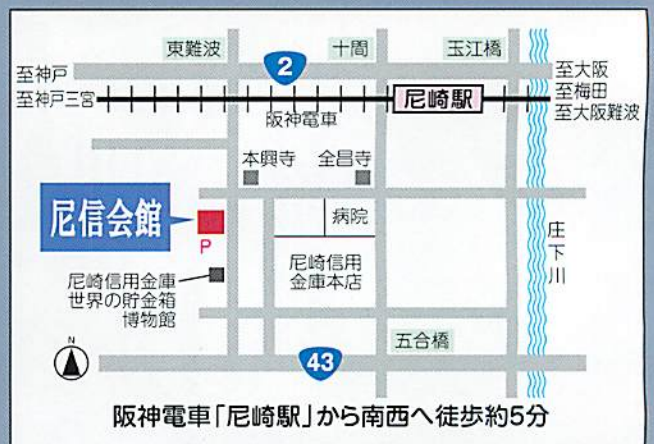 東難波
十間
玉江橋
2
至神戸
至大阪
至神戸三宮
尼崎駅
至梅田
至大阪難波
阪神電車
本興寺
全昌寺
尼信会館
病院
P
庄下川
尼崎信用
金庫本店
尼崎信用金庫
世界の貯金箱
博物館
五合橋
N
43
阪神電車「尼崎駅」から南西へ徒歩約5分